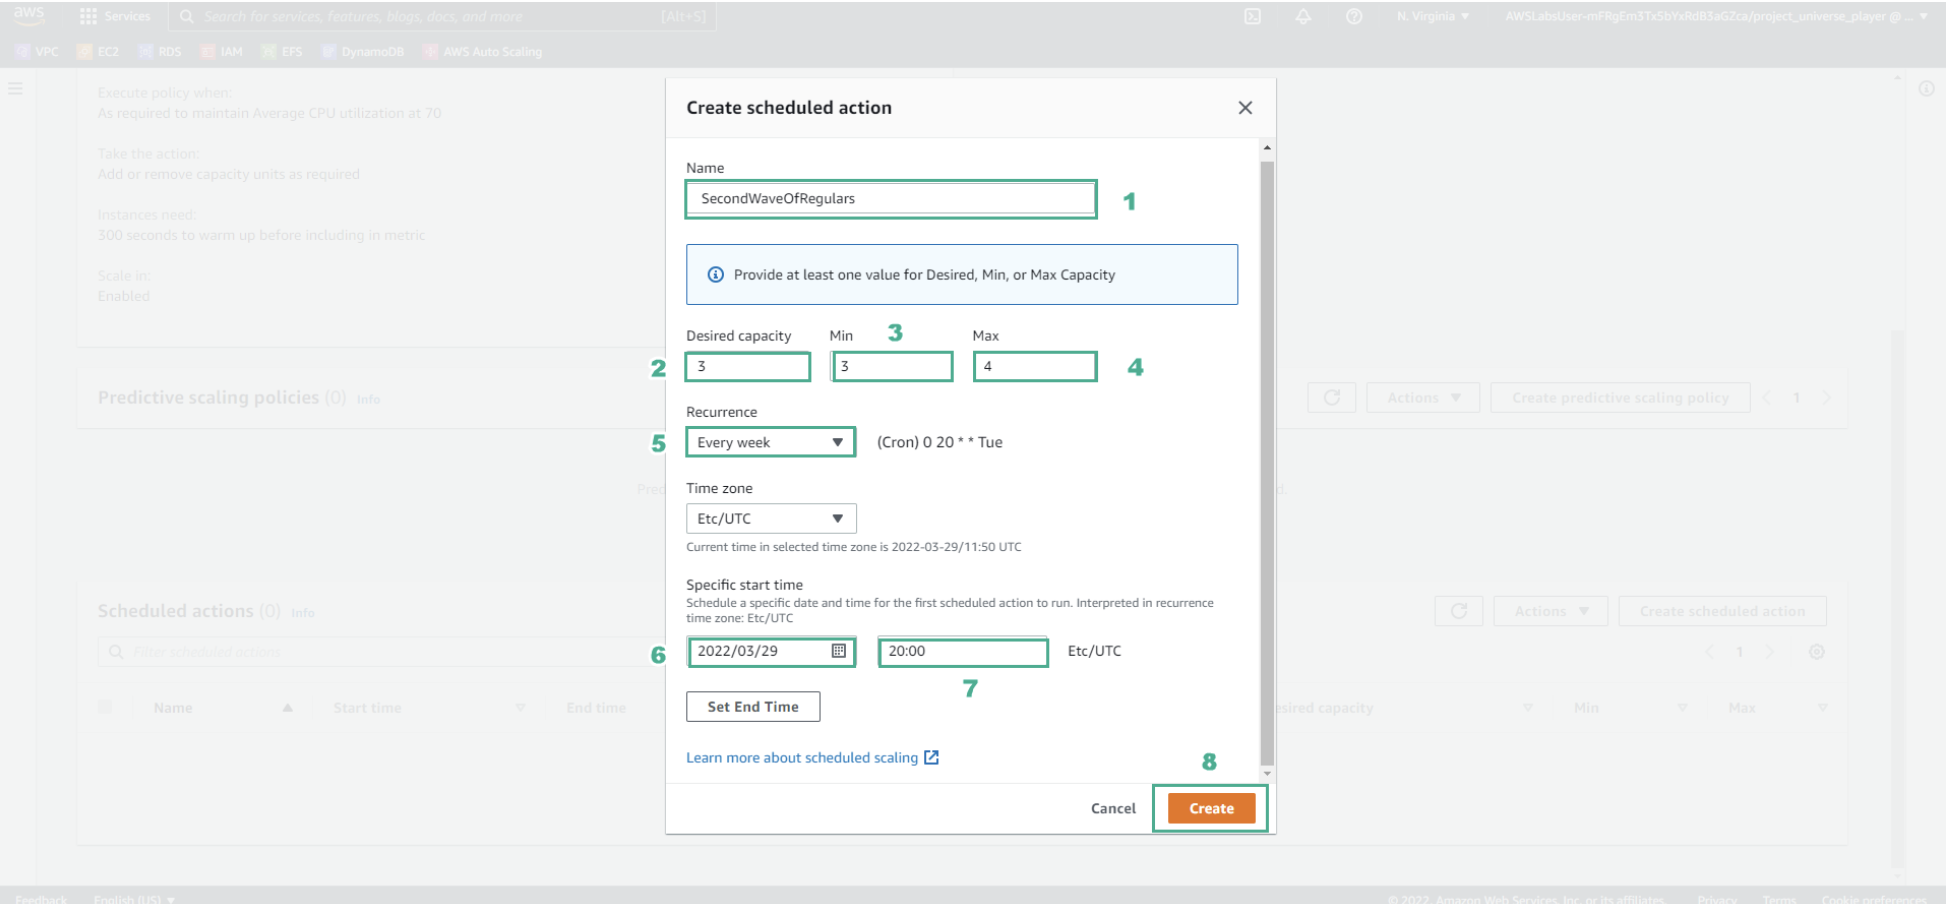 aws
Services
Search for services, features, blogs, docs, and more
[Alt+S]
N. Virginia ▼
AWSLabsUser-mFRgEm3Tx5bYxRdB3aGZca/project_universe_player @ ... ▼
VPC
EC2
RDS
IAM
EFS
DynamoDB
AWS Auto Scaling
Execute policy when:
As required to maintain Average CPU utilization at 70
Take the action:
Add or remove capacity units as required
Instances need:
300 seconds to warm up before including in metric
Scale in:
Enabled
Create scheduled action
Name
SecondWaveOfRegulars
1
Provide at least one value for Desired, Min, or Max Capacity
Desired capacity
Min
3
Max
2
3
3
4
4
Predictive scaling policies (0) Info
Actions ▼
Create predictive scaling policy
1
Recurrence
5
Every week
(Cron) 0 20 * * Tue
Pred
d.
Time zone
Etc/UTC
Current time in selected time zone is 2022-03-29/11:50 UTC
Specific start time
Schedule a specific date and time for the first scheduled action to run. Interpreted in recurrence
time zone: Etc/UTC
Scheduled actions (0) Info
Actions ▼
Create scheduled action
Filter scheduled actions
6
2022/03/29
20:00
Etc/UTC
1
7
Set End Time
Name
Start time
End time
esired capacity
Min
Max
Learn more about scheduled scaling
8
Cancel
Create
Feedback
English (US) ▼
© 2022, Amazon Web Services, Inc. or its affiliates.
Privacy
Terms
Cookie preferences